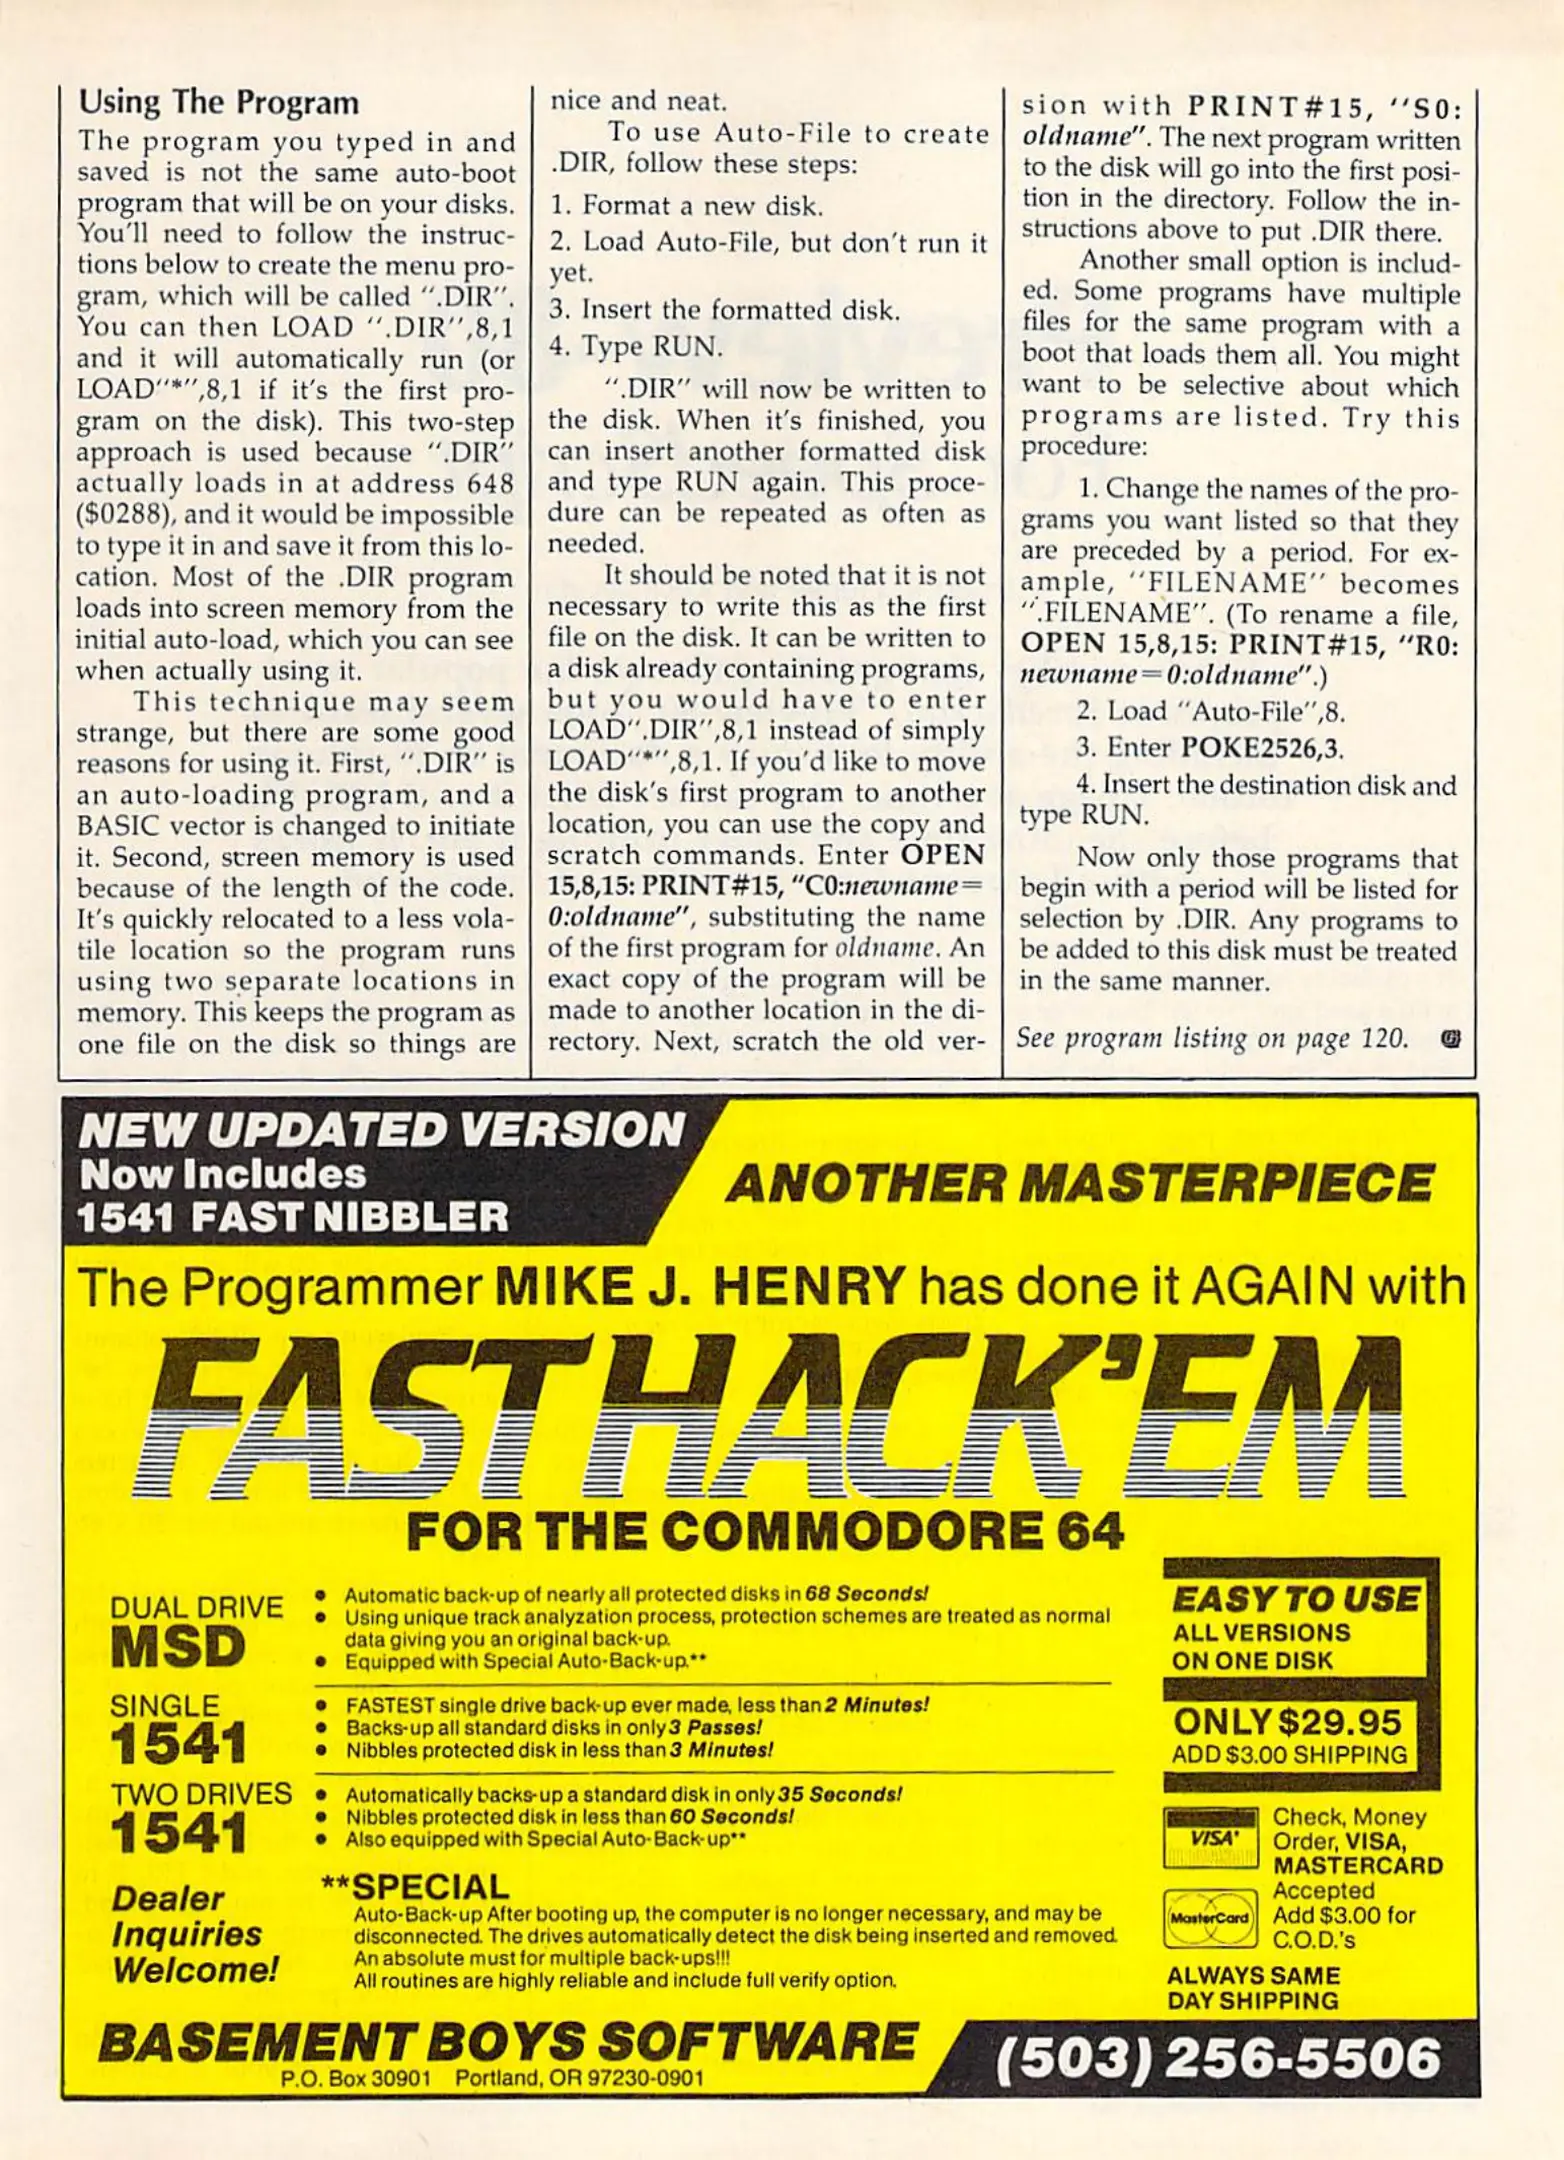 Using The Program
The program you typed in and
saved is not the same auto-boot
program that will be on your disks.
You'll need to follow the instruc-
tions below to create the menu pro-
gram, which will be called ".DIR".
You can then LOAD ".DIR",8,1
and it will automatically run (or
LOAD"*",8,1 if it's the first pro-
gram on the disk). This two-step
approach is used because ".DIR"
actually loads in at address 648
($0288), and it would be impossible
to type it in and save it from this lo-
cation. Most of the .DIR program
loads into screen memory from the
initial auto-load, which you can see
when actually using it.
This technique may seem
strange, but there are some good
reasons for using it. First, ".DIR" is
an auto-loading program, and a
BASIC vector is changed to initiate
it. Second, screen memory is used
because of the length of the code.
It's quickly relocated to a less vola-
tile location so the program runs
using two separate locations in
memory. This keeps the program as
one file on the disk so things are
nice and neat.
To use Auto-File to create
.DIR, follow these steps:
1. Format a new disk.
2. Load Auto-File, but don't run it
yet.
3. Insert the formatted disk.
4. Type RUN.
".DIR" will now be written to
the disk. When it's finished, you
can insert another formatted disk
and type RUN again. This proce-
dure can be repeated as often as
needed.
It should be noted that it is not
necessary to write this as the first
file on the disk. It can be written to
a disk already containing programs,
but you would have to enter
LOAD".DIR",8,1 instead of simply
LOAD"*",8,1. If you'd like to move
the disk's first program to another
location, you can use the copy and
scratch commands. Enter OPEN
15,8,15: PRINT#15, "C0:newname=
0:oldname", substituting the name
of the first program for oldname. An
exact copy of the program will be
made to another location in the di-
rectory. Next, scratch the old ver-
sion with PRINT#15, "S0:
oldname". The next program written
to the disk will go into the first posi-
tion in the directory. Follow the in-
structions above to put .DIR there.
Another small option is includ-
ed. Some programs have multiple
files for the same program with a
boot that loads them all. You might
want to be selective about which
programs are listed. Try this
procedure:
1. Change the names of the pro-
grams you want listed so that they
are preceded by a period. For ex-
ample, "FILENAME" becomes
".FILENAME". (To rename a file,
OPEN 15,8,15: PRINT#15, "R0:
newname=0:oldname".)
2. Load "Auto-File",8.
3. Enter POKE2526,3.
4. Insert the destination disk and
type RUN.
Now only those programs that
begin with a period will be listed for
selection by .DIR. Any programs to
be added to this disk must be treated
in the same manner.
See program listing on page 120. G
NEW UPDATED VERSION
Now Includes
1541 FAST NIBBLER
ANOTHER MASTERPIECE
The Programmer MIKE J. HENRY has done it AGAIN with
FAST HACK'EM
FOR THE COMMODORE 64
DUAL DRIVE
MSD
• Automatic back-up of nearly all protected disks in 68 Seconds!
• Using unique track analyzation process, protection schemes are treated as normal
data giving you an original back-up.
• Equipped with Special Auto-Back-up.**
SINGLE
1541
• FASTEST single drive back-up ever made, less than 2 Minutes!
• Backs-up all standard disks in only 3 Passes!
• Nibbles protected disk in less than 3 Minutes!
TWO DRIVES
1541
• Automatically backs-up a standard disk in only 35 Seconds!
• Nibbles protected disk in less than 60 Seconds!
• Also equipped with Special Auto-Back-up**
Dealer
Inquiries
Welcome!
**SPECIAL
Auto-Back-up After booting up, the computer is no longer necessary, and may be
disconnected. The drives automatically detect the disk being inserted and removed.
An absolute must for multiple back-ups!!!
All routines are highly reliable and include full verify option.
EASY TO USE
ALL VERSIONS
ON ONE DISK
ONLY $29.95
ADD $3.00 SHIPPING
VISA
MasterCard
Check, Money
Order, VISA,
MASTERCARD
Accepted
Add $3.00 for
C.O.D.'s
ALWAYS SAME
DAY SHIPPING
BASEMENT BOYS SOFTWARE
P.O. Box 30901 Portland, OR 97230-0901
(503) 256-5506